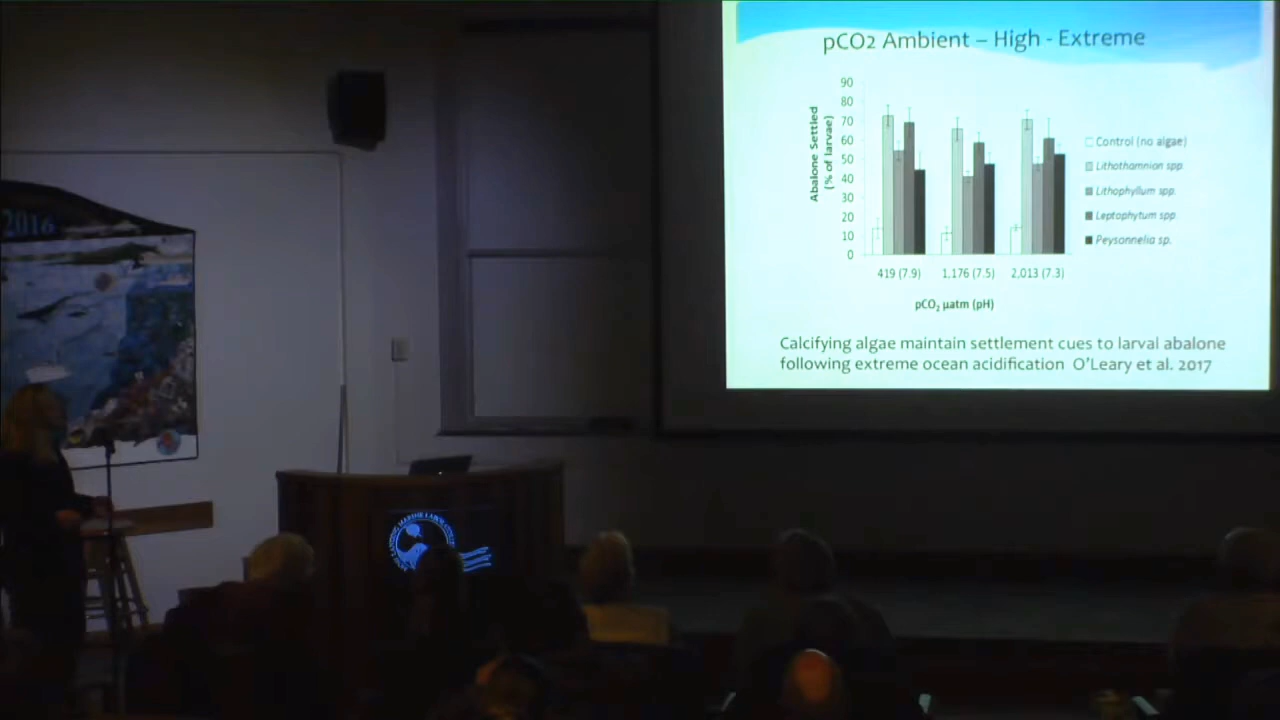 pCO2 Ambient – High - Extreme
90
80
70
60
50
40
30
20
10
0
Abalone Settled
(% of larvae)
419 (7.9)
1,176 (7.5)
2,013 (7.3)
pCO₂ µatm (pH)
Control (no algae)
Lithothamnion spp.
Lithophyllum spp.
Leptophytum spp.
Peysonnelia sp.
Calcifying algae maintain settlement cues to larval abalone
following extreme ocean acidification O'Leary et al. 2017
2016